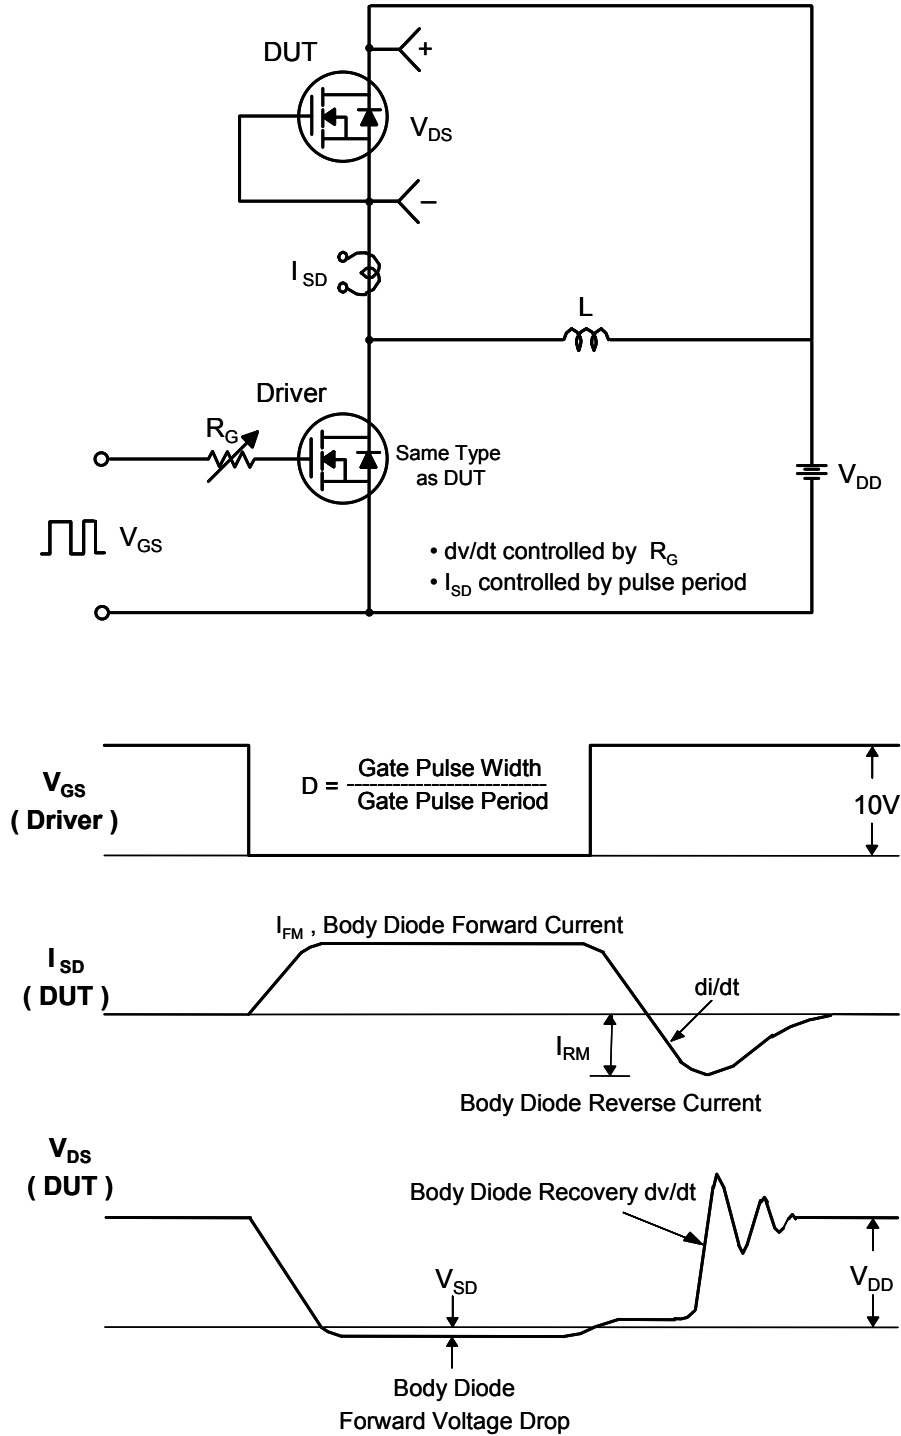 DUT
+
V_DS
–
I_SD
L
Driver
R_G
Same Type
as DUT
V_DD
V_GS
• dv/dt controlled by R_G
• I_SD controlled by pulse period
V_GS
( Driver )
D = Gate Pulse Width
Gate Pulse Period
10V
I_FM , Body Diode Forward Current
I_SD
( DUT )
di/dt
I_RM
Body Diode Reverse Current
V_DS
( DUT )
Body Diode Recovery dv/dt
V_SD
V_DD
Body Diode
Forward Voltage Drop